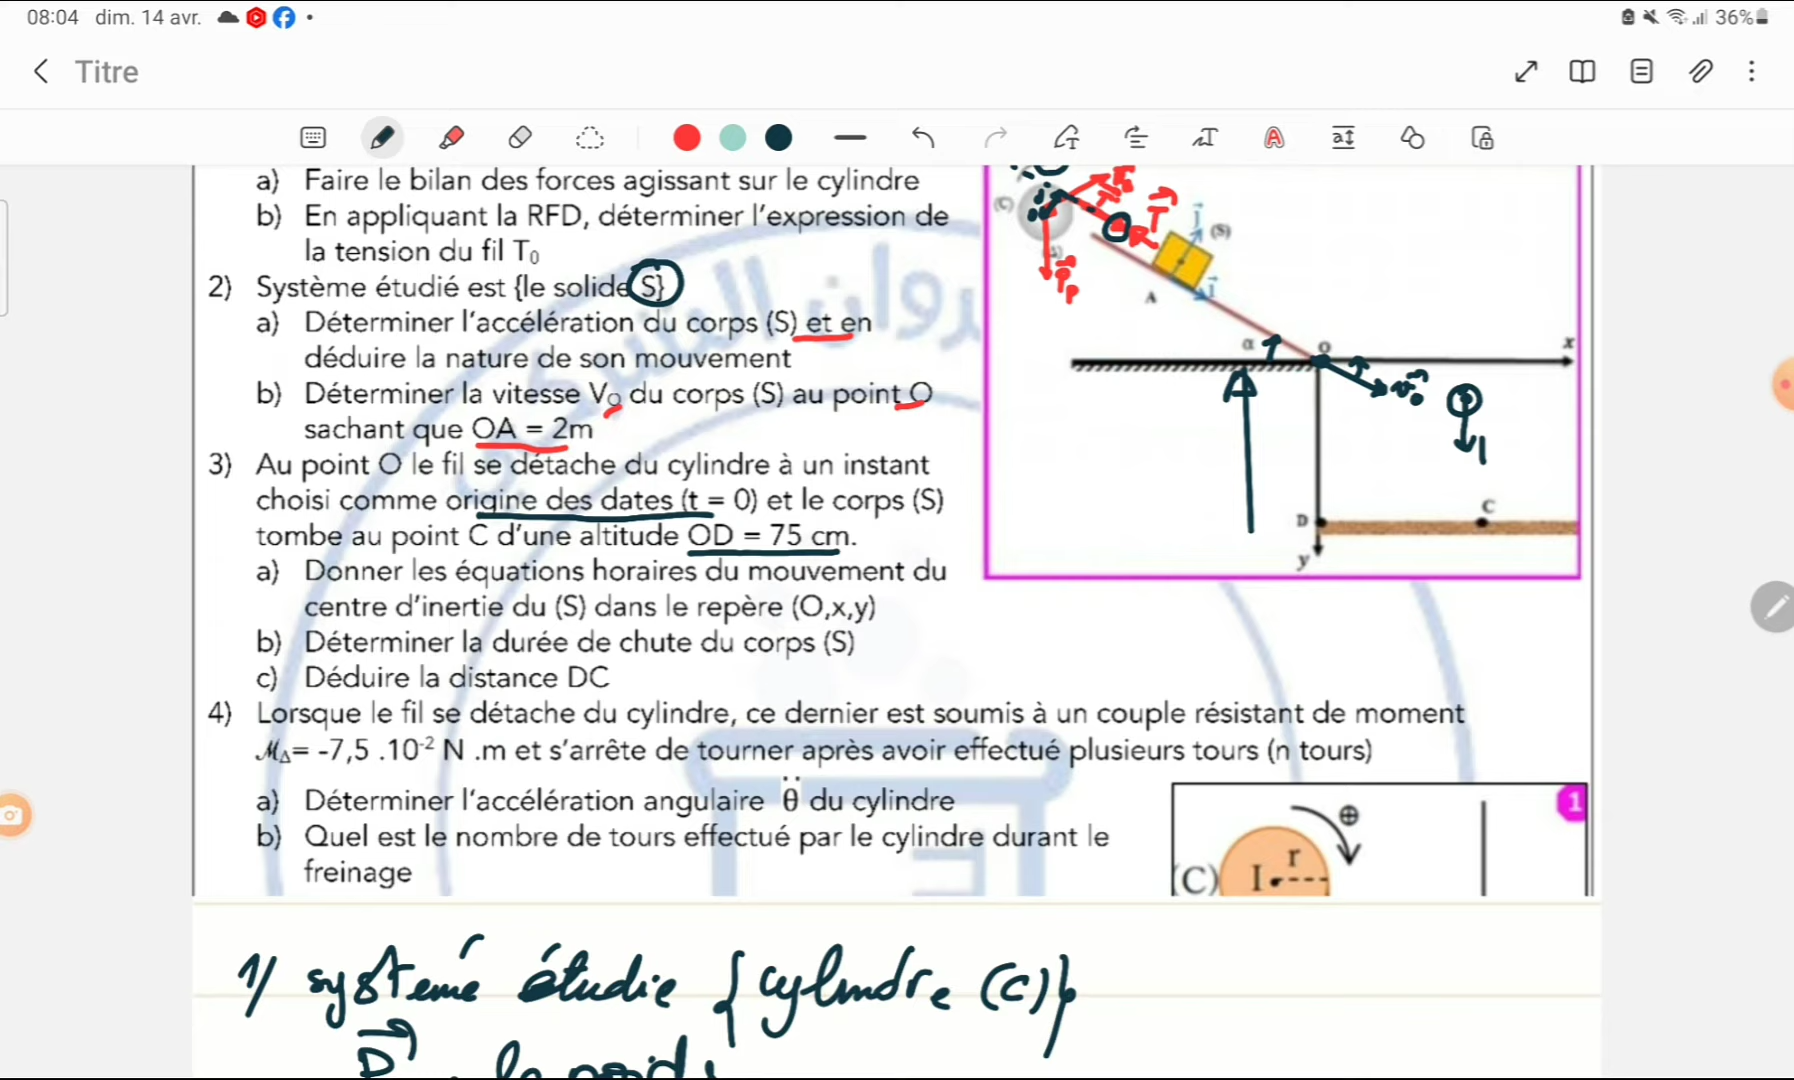 08:04 dim. 14 avr.
36%
Titre
a) Faire le bilan des forces agissant sur le cylindre
b) En appliquant la RFD, déterminer l'expression de
la tension du fil T₀
2) Système étudié est {le solide S}
a) Déterminer l'accélération du corps (S) et en
déduire la nature de son mouvement
b) Déterminer la vitesse V₀ du corps (S) au point O
sachant que OA = 2m
3) Au point O le fil se détache du cylindre à un instant
choisi comme origine des dates (t = 0) et le corps (S)
tombe au point C d'une altitude OD = 75 cm.
a) Donner les équations horaires du mouvement du
centre d'inertie du (S) dans le repère (O,x,y)
b) Déterminer la durée de chute du corps (S)
c) Déduire la distance DC
4) Lorsque le fil se détache du cylindre, ce dernier est soumis à un couple résistant de moment
ℳΔ= -7,5 .10⁻² N .m et s'arrête de tourner après avoir effectué plusieurs tours (n tours)
a) Déterminer l'accélération angulaire θ̈ du cylindre
b) Quel est le nombre de tours effectué par le cylindre durant le
freinage
(C)
T
j
(S)
i
P
A
α
O
x
v₀
D
C
y
1
⊕
(C) I r
1/ système étudie {cylindre (C)}
P : le poids